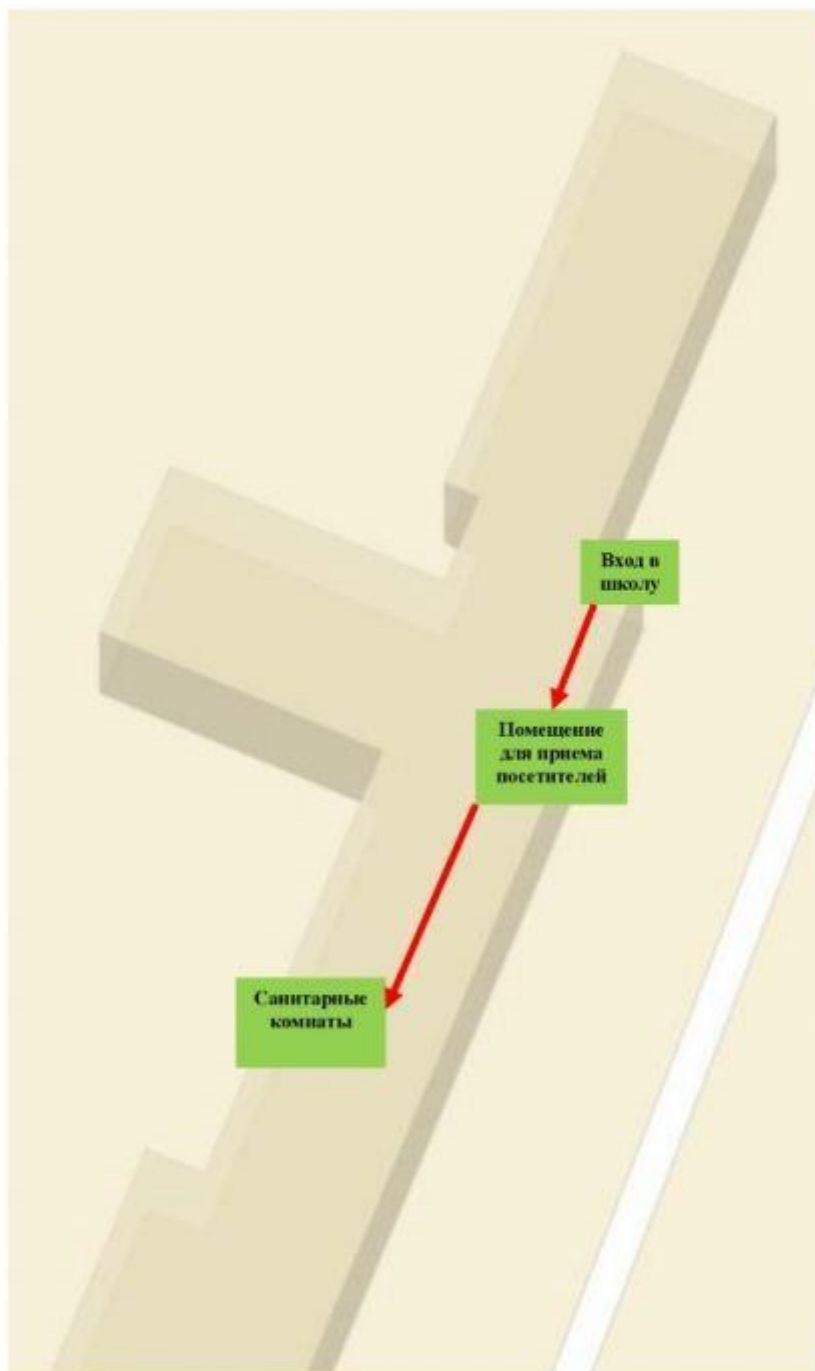 Вход в
школу
Помещение
для приема
посетителей
Санитарные
комнаты